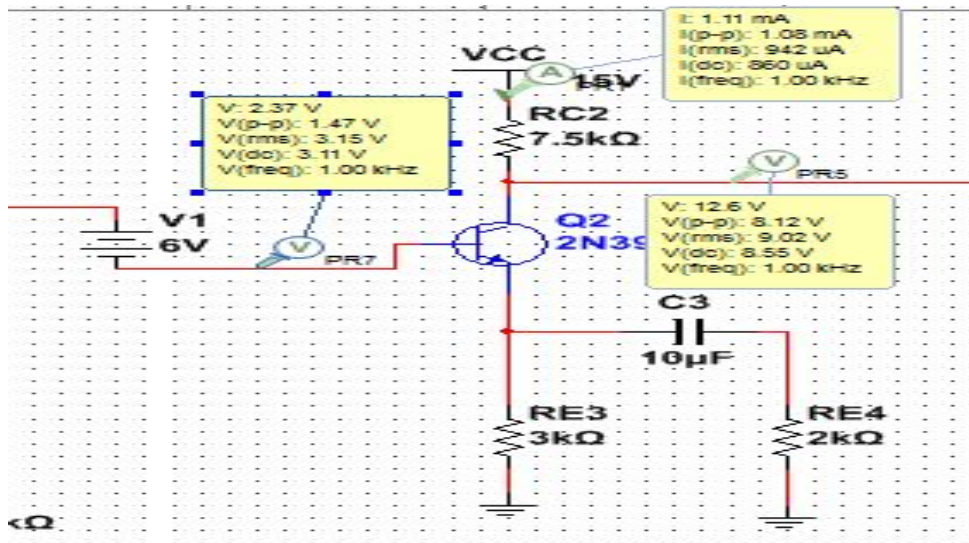 I: 1.11 mA
I(p-p): 1.08 mA
I(rms): 942 uA
I(dc): 860 uA
I(freq): 1.00 kHz
VCC
A
15V
PR1
V: 2.37 V
V(p-p): 1.47 V
V(rms): 3.15 V
V(dc): 3.11 V
V(freq): 1.00 kHz
RC2
7.5kΩ
V
PR5
V1
6V
V
PR7
Q2
2N39
V: 12.6 V
V(p-p): 8.12 V
V(rms): 9.02 V
V(dc): 8.55 V
V(freq): 1.00 kHz
C3
10µF
RE3
3kΩ
RE4
2kΩ
kΩ